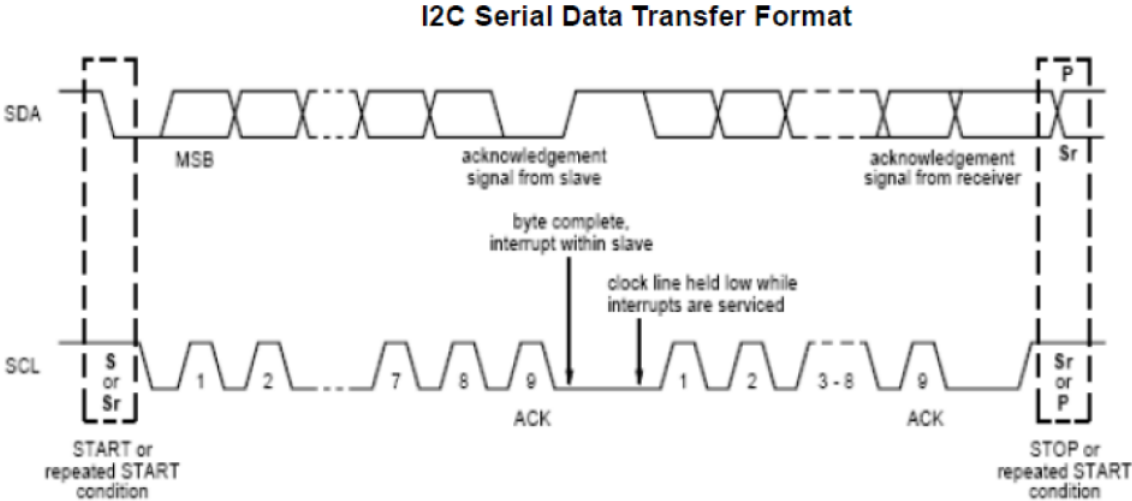 I2C Serial Data Transfer Format
P
SDA
MSB
acknowledgement
signal from slave
acknowledgement
signal from receiver
Sr
byte complete,
interrupt within slave
clock line held low while
interrupts are serviced
SCL
S
or
Sr
1
2
7
8
9
1
2
3 - 8
9
Sr
or
P
ACK
ACK
START or
repeated START
condition
STOP or
repeated START
condition